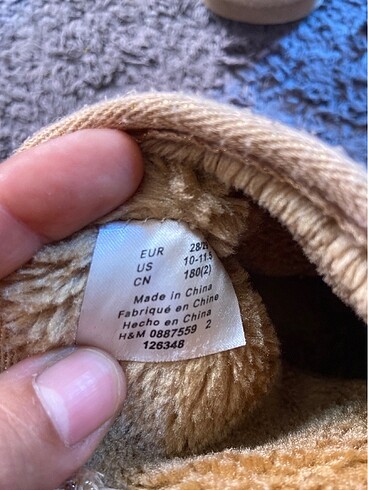 EUR 28/29
US 10-11.5
CN 180(2)
Made in China
Fabriqué en Chine
Hecho en China
H&M 0887559 2
126348